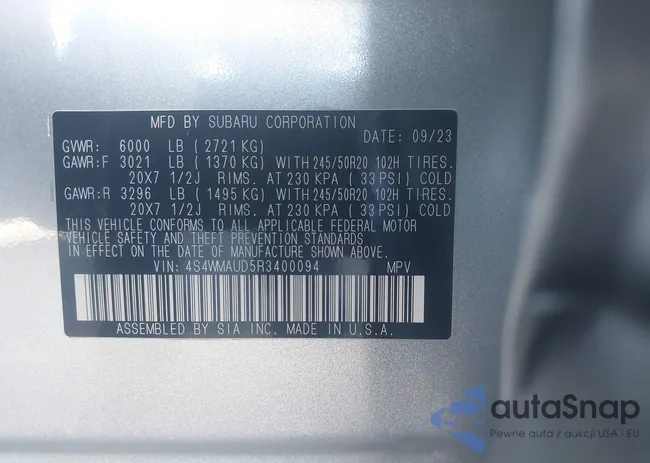 MFD BY SUBARU CORPORATION
DATE: 09/23
GVWR: 6000 LB ( 2721 KG)
GAWR:F 3021 LB ( 1370 KG) WITH 245/50R20 102H TIRES.
20X7 1/2J RIMS. AT 230 KPA ( 33 PSI) COLD
GAWR:R 3296 LB ( 1495 KG) WITH 245/50R20 102H TIRES.
20X7 1/2J RIMS. AT 230 KPA ( 33 PSI) COLD
THIS VEHICLE CONFORMS TO ALL APPLICABLE FEDERAL MOTOR
VEHICLE SAFETY AND THEFT PREVENTION STANDARDS
IN EFFECT ON THE DATE OF MANUFACTURE SHOWN ABOVE.
VIN: 4S4WMAUD5R3400094 MPV
ASSEMBLED BY SIA INC. MADE IN U.S.A.
autaSnap
Pewne auta z aukcji USA i EU